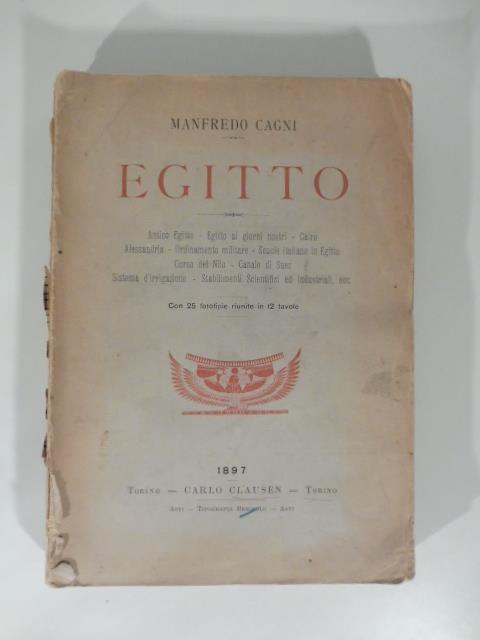 MANFREDO CAGNI
EGITTO
Antico Egitto - Egitto ai giorni nostri - Cairo
Alessandria - Ordinamento militare - Scuole italiane in Egitto
Corso del Nilo - Canale di Suez
Sistema d'irrigazione - Stabilimenti Scientifici ed Industriali, ecc.
Con 25 fototipie riunite in 12 tavole
1897
TORINO — CARLO CLAUSEN — TORINO
ASTI — TIPOGRAFIA — ASTI